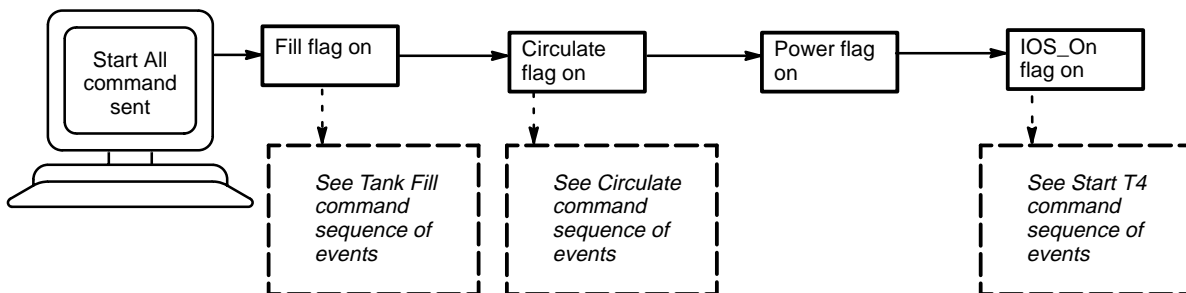 Start All
command
sent
Fill flag on
Circulate
flag on
Power flag
on
IOS_On
flag on
See Tank Fill
command
sequence of
events
See Circulate
command
sequence of
events
See Start T4
command
sequence of
events